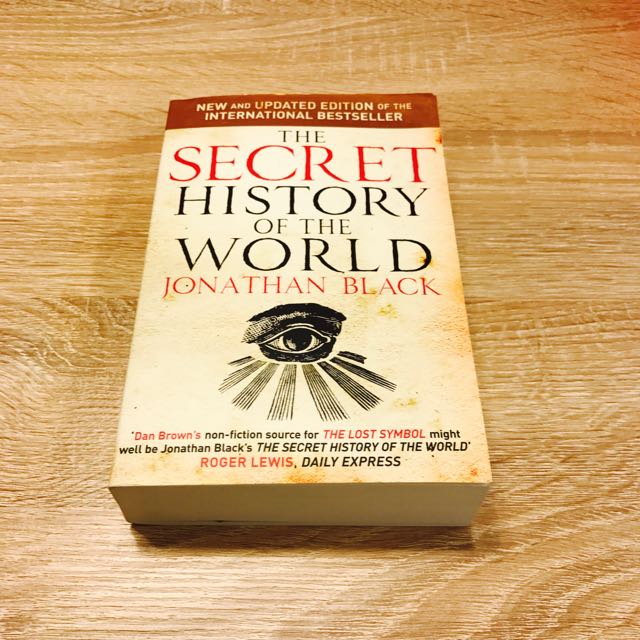 NEW AND UPDATED EDITION OF THE
INTERNATIONAL BESTSELLER
THE
SECRET
HISTORY
OF THE
WORLD
JONATHAN BLACK
'Dan Brown's non-fiction source for THE LOST SYMBOL might
well be Jonathan Black's THE SECRET HISTORY OF THE WORLD'
ROGER LEWIS, DAILY EXPRESS